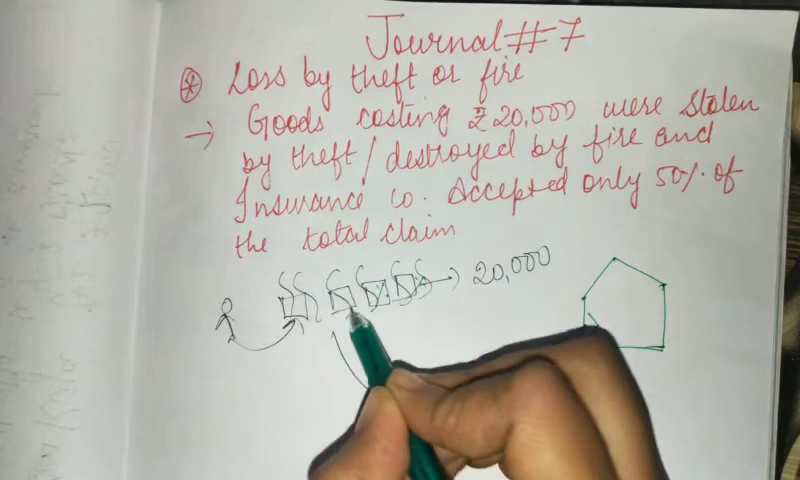 Journal #7
Loss by theft or fire
→ Goods costing ₹20,000 were stolen
by theft / destroyed by fire and
Insurance Co. Accepted only 50% of
the total claim
20,000